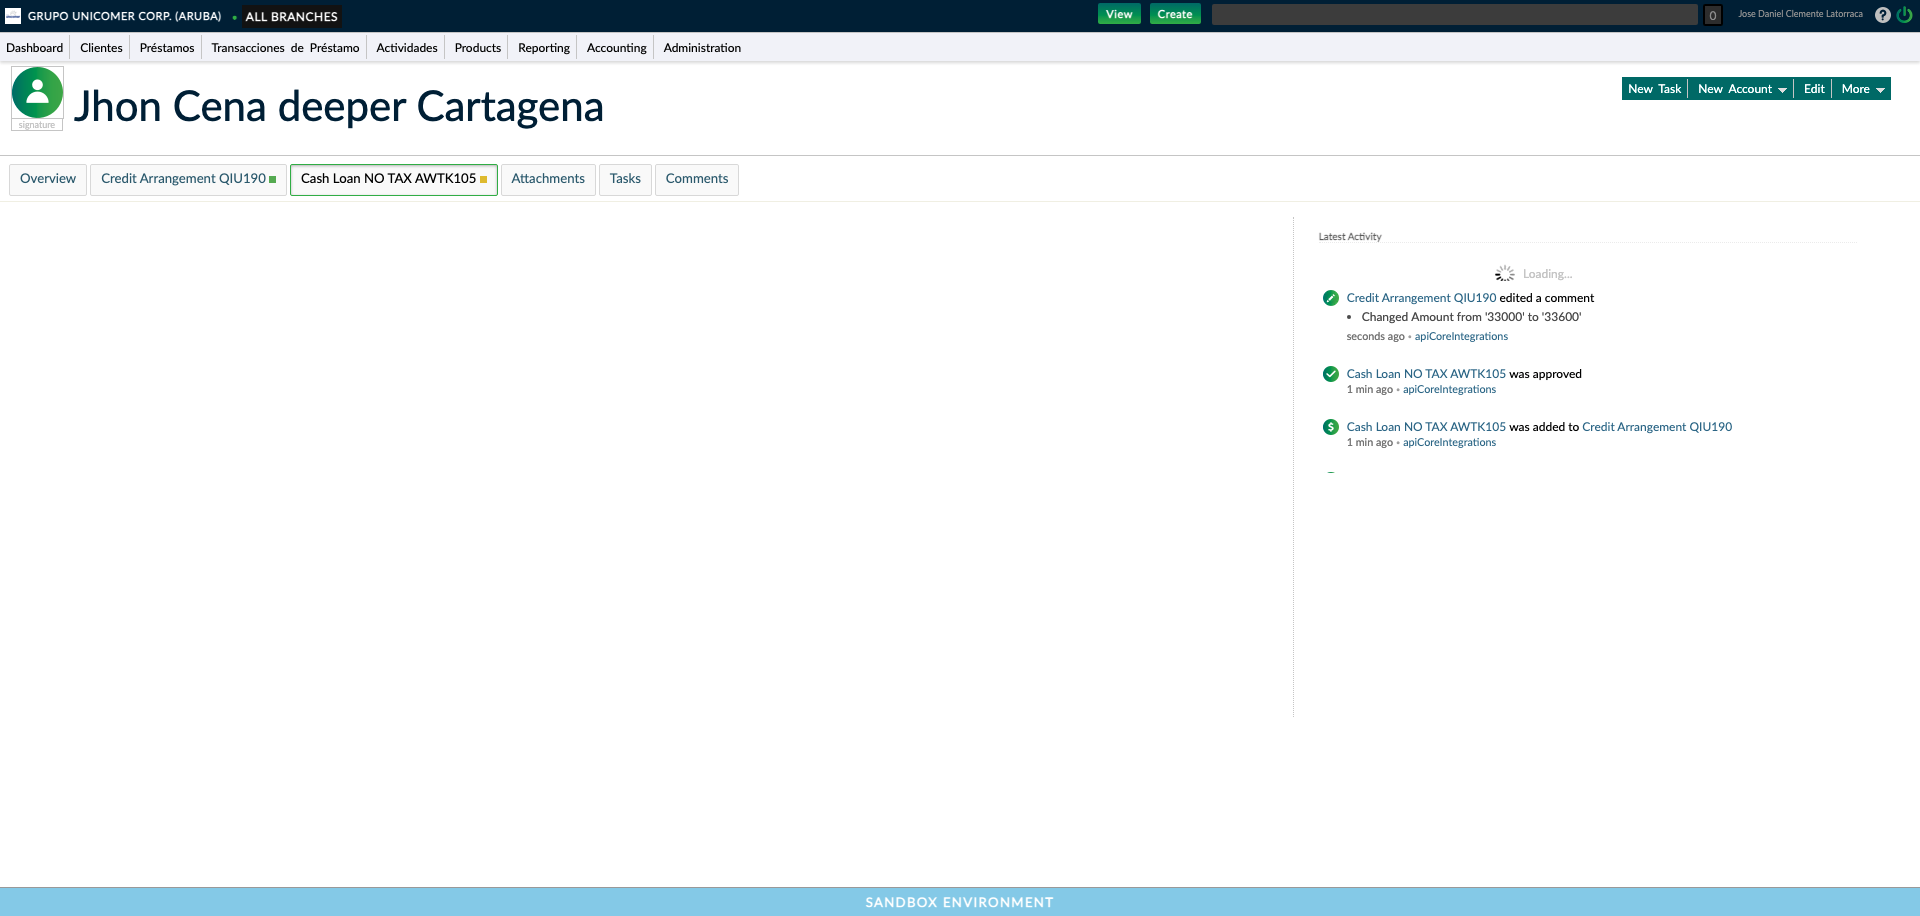 GRUPO UNICOMER CORP. (ARUBA) • ALL BRANCHES View Create 0 Jose Daniel Clemente Latorraca ?
Dashboard Clientes Préstamos Transacciones de Préstamo Actividades Products Reporting Accounting Administration
signature
Jhon Cena deeper Cartagena
New Task New Account Edit More
Overview Credit Arrangement QIU190 Cash Loan NO TAX AWTK105 Attachments Tasks Comments
Latest Activity
Loading...
Credit Arrangement QIU190 edited a comment
• Changed Amount from '33000' to '33600'
seconds ago • apiCoreIntegrations
Cash Loan NO TAX AWTK105 was approved
1 min ago • apiCoreIntegrations
$ Cash Loan NO TAX AWTK105 was added to Credit Arrangement QIU190
1 min ago • apiCoreIntegrations
SANDBOX ENVIRONMENT